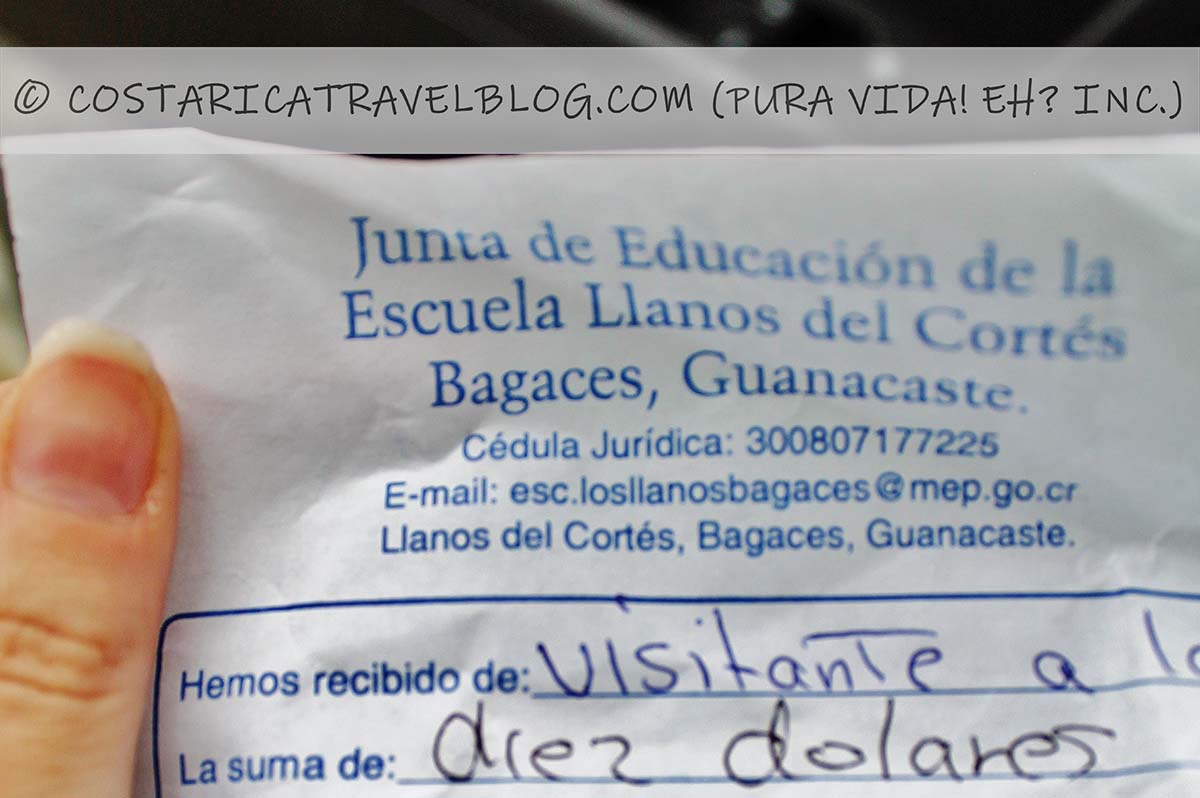 © COSTARICATRAVELBLOG.COM (PURA VIDA! EH? INC.)
Junta de Educación de la
Escuela Llanos del Cortés
Bagaces, Guanacaste.
Cédula Jurídica: 300807177225
E-mail: esc.losllanosbagaces@mep.go.cr
Llanos del Cortés, Bagaces, Guanacaste.
Hemos recibido de: visitante a
La suma de: diez dolares